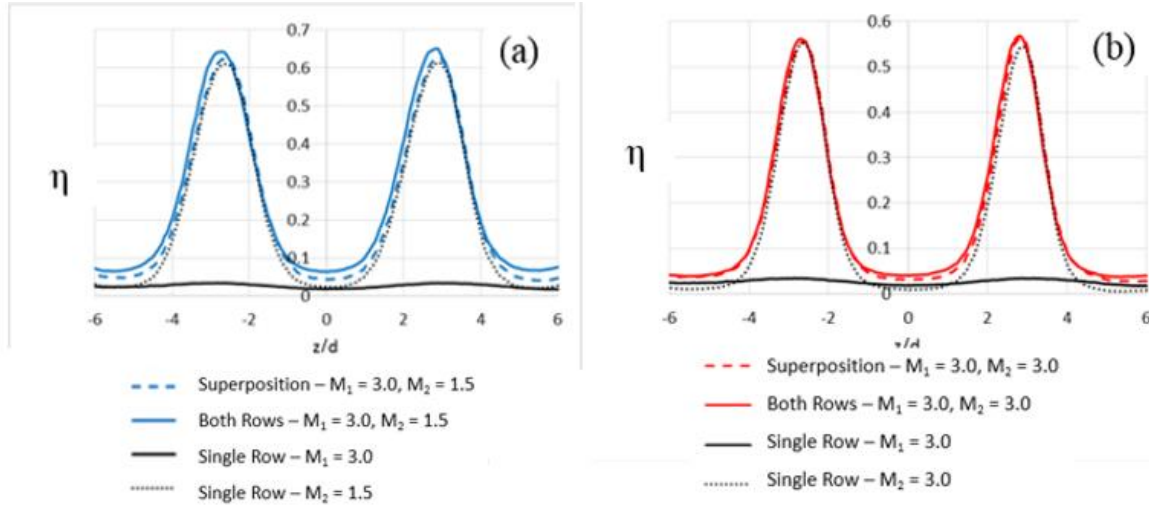 (a)
η
0.7
0.6
0.5
0.4
0.3
0.2
0.1
0
-6 -4 -2 0 2 4 6
z/d
Superposition – M₁ = 3.0, M₂ = 1.5
Both Rows – M₁ = 3.0, M₂ = 1.5
Single Row – M₁ = 3.0
Single Row – M₂ = 1.5
(b)
η
0.6
0.5
0.4
0.3
0.2
0.1
0
-6 -4 -2 0 2 4 6
z/d
Superposition – M₁ = 3.0, M₂ = 3.0
Both Rows – M₁ = 3.0, M₂ = 3.0
Single Row – M₁ = 3.0
Single Row – M₂ = 3.0